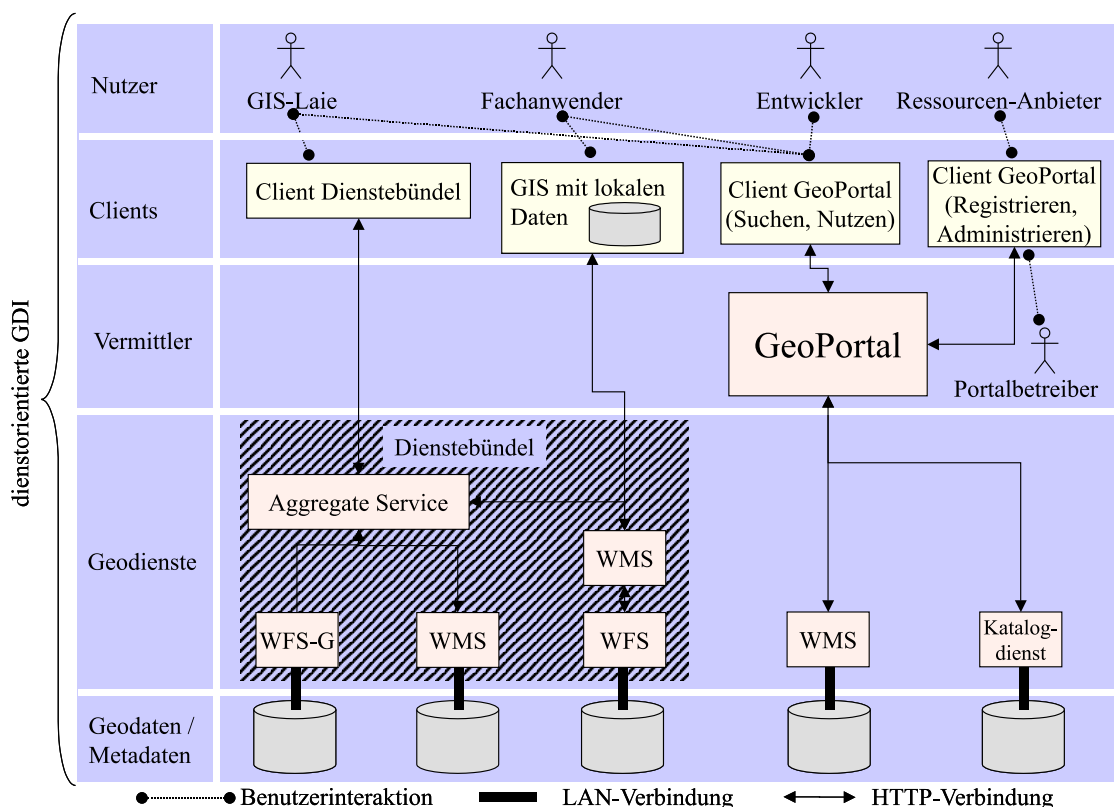 dienstorientierte GDI
Nutzer
GIS-Laie
Fachanwender
Entwickler
Ressourcen-Anbieter
Clients
Client Dienstebündel
GIS mit lokalen
Daten
Client GeoPortal
(Suchen, Nutzen)
Client GeoPortal
(Registrieren,
Administrieren)
Vermittler
GeoPortal
Portalbetreiber
Geodienste
Dienstebündel
Aggregate Service
WMS
WFS-G
WMS
WFS
WMS
Katalog-
dienst
Geodaten /
Metadaten
Benutzerinteraktion
LAN-Verbindung
HTTP-Verbindung